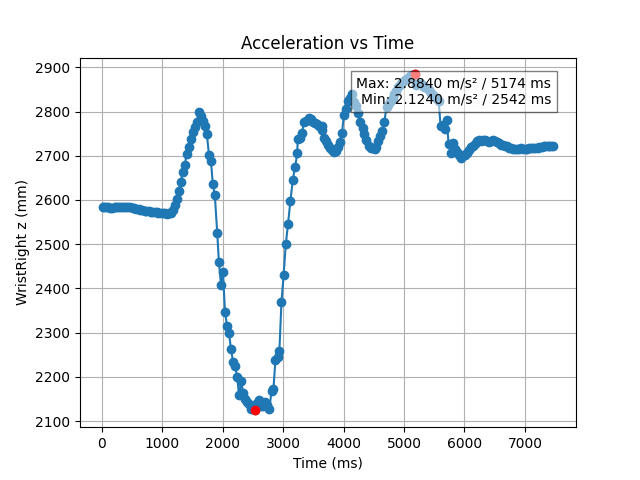 Acceleration vs Time
Max: 2.8840 m/s² / 5174 ms
Min: 2.1240 m/s² / 2542 ms
WristRight z (mm)
2900
2800
2700
2600
2500
2400
2300
2200
2100
0 1000 2000 3000 4000 5000 6000 7000
Time (ms)